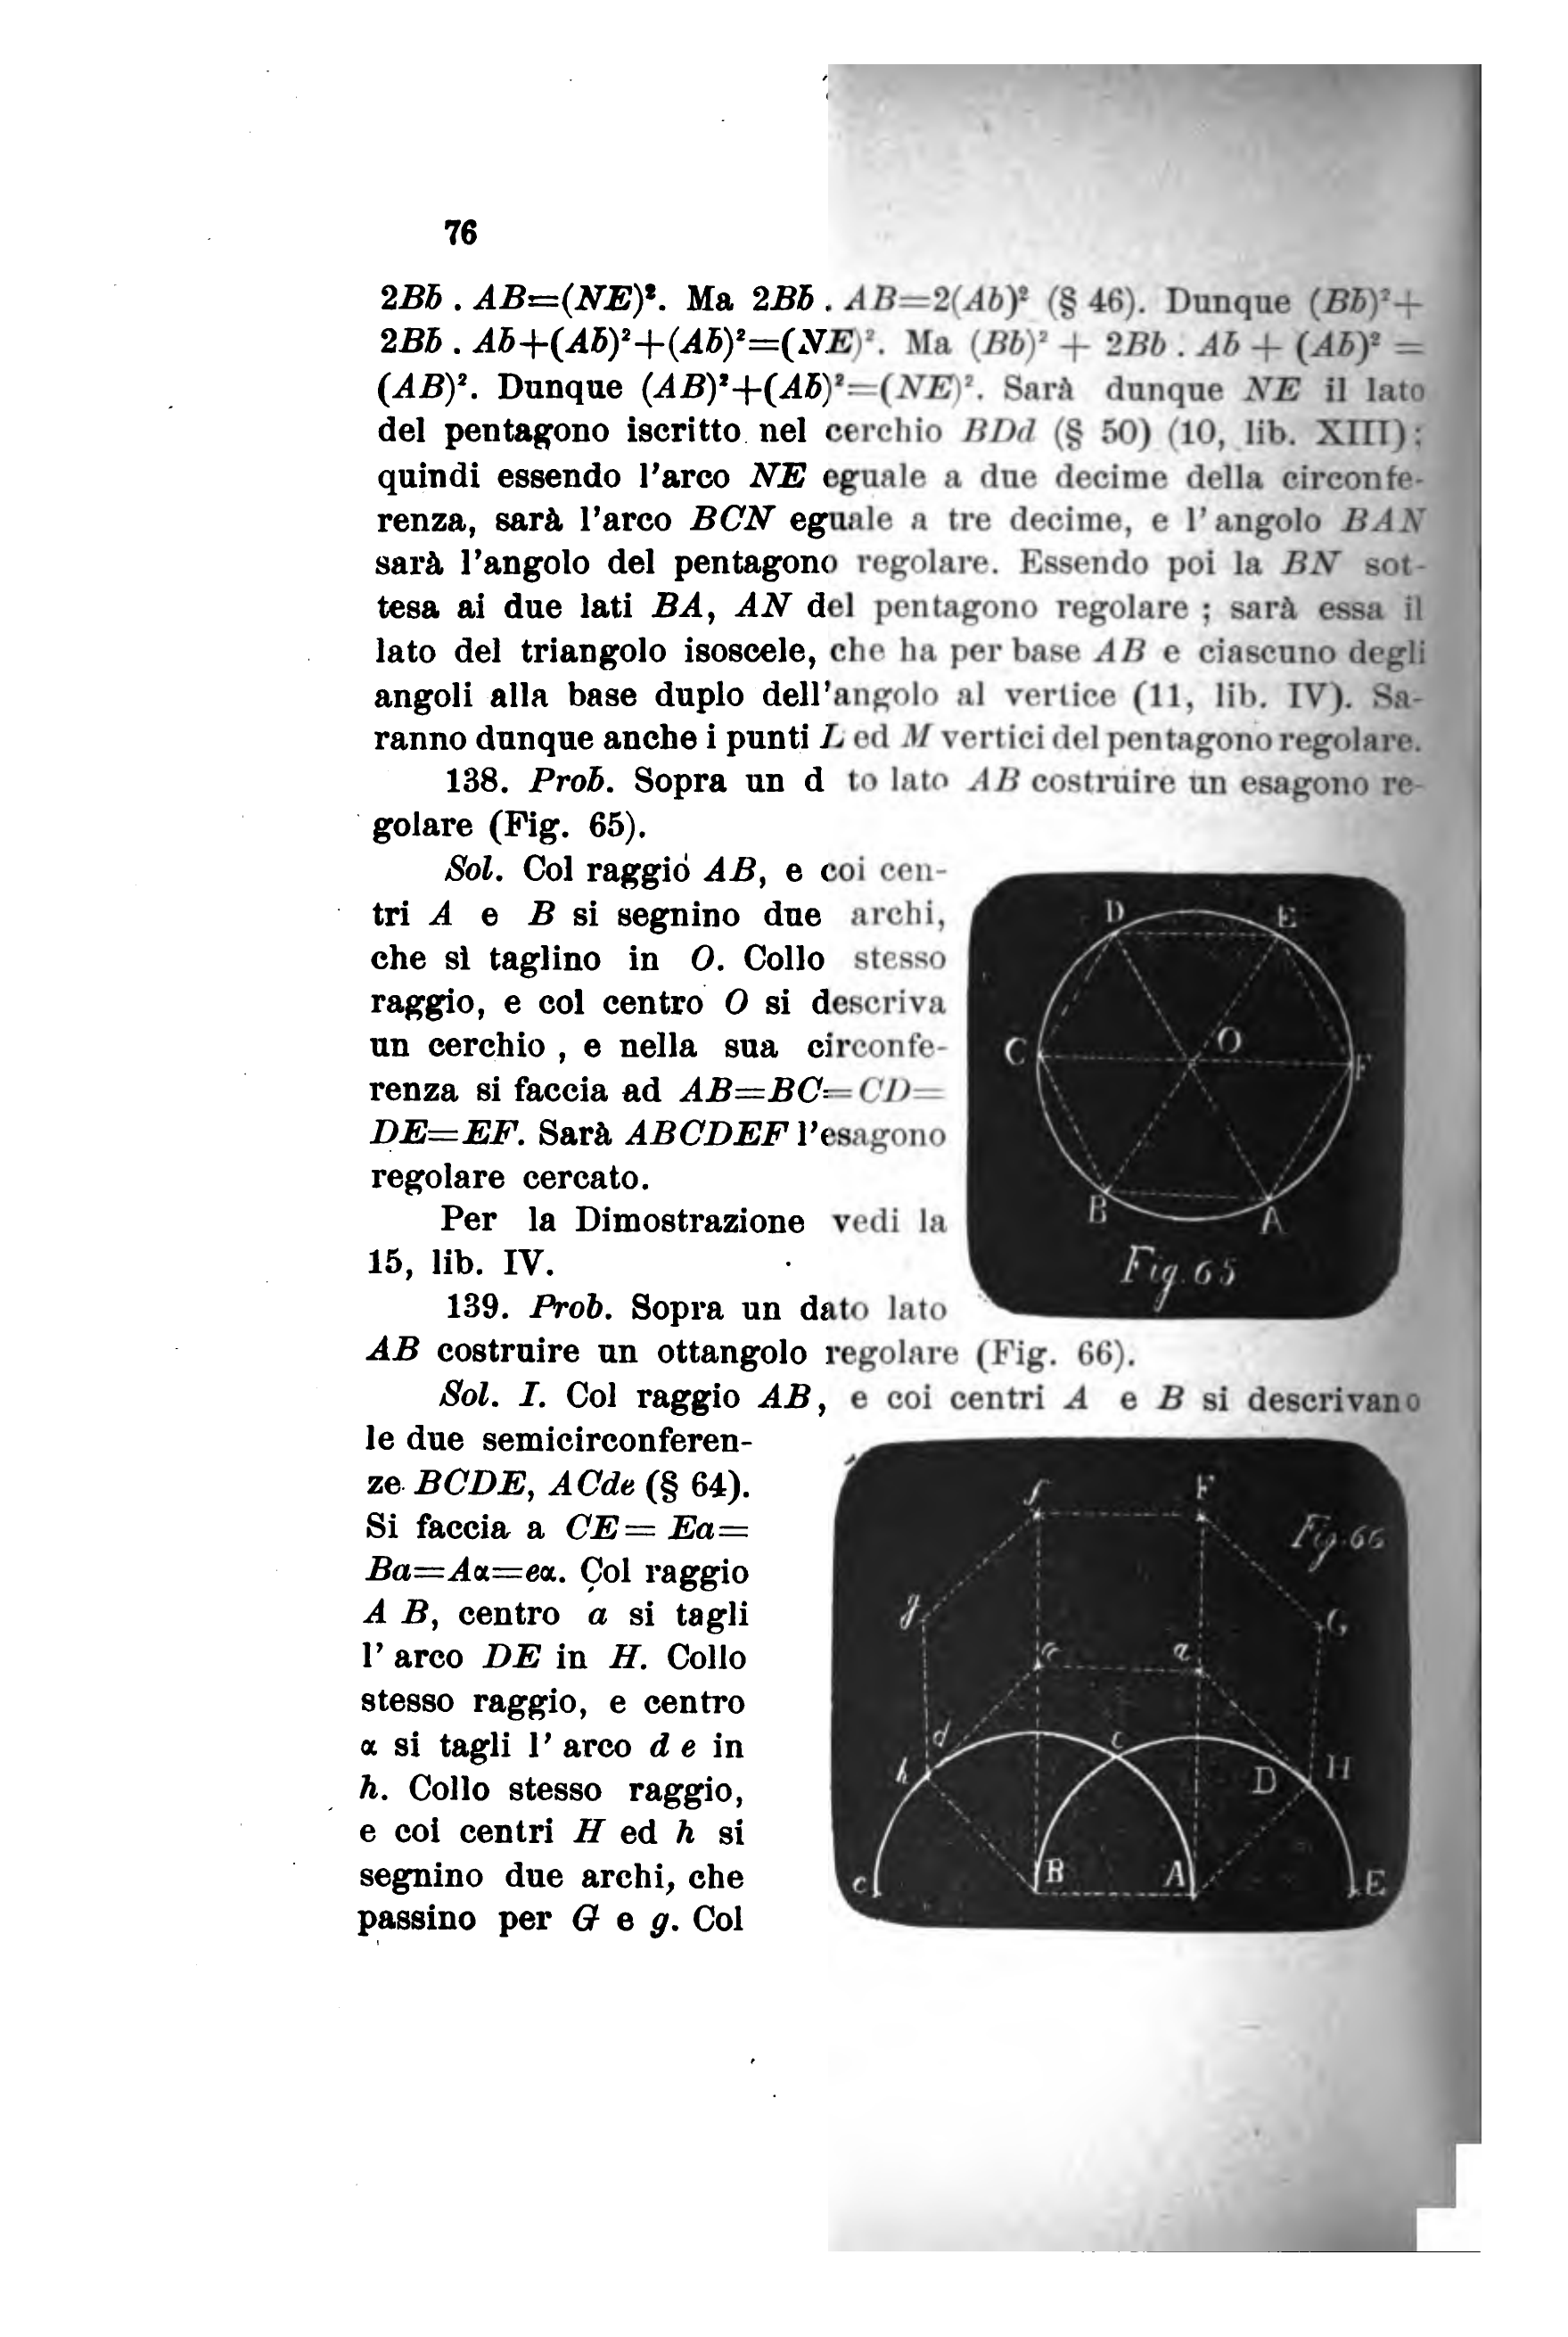 76
2Bb . AB=(NE)². Ma 2Bb . AB=2(Ab)² (§ 46). Dunque (Bb)²+
2Bb . Ab+(Ab)²+(Ab)²=(NE)². Ma (Bb)² + 2Bb . Ab + (Ab)² =
(AB)². Dunque (AB)²+(Ab)²=(NE)². Sarà dunque NE il lato
del pentagono iscritto nel cerchio BDd (§ 50) (10, lib. XIII);
quindi essendo l'arco NE eguale a due decime della circonfe-
renza, sarà l'arco BCN eguale a tre decime, e l'angolo BAN
sarà l'angolo del pentagono regolare. Essendo poi la BN sot-
tesa ai due lati BA, AN del pentagono regolare ; sarà essa il
lato del triangolo isoscele, che ha per base AB e ciascuno degli
angoli alla base duplo dell'angolo al vertice (11, lib. IV). Sa-
ranno dunque anche i punti L ed M vertici del pentagono regolare.
138. Prob. Sopra un d to lato AB costruire un esagono re-
golare (Fig. 65).
Sol. Col raggio AB, e coi cen-
tri A e B si segnino due archi,
che si taglino in O. Collo stesso
raggio, e col centro O si descriva
un cerchio , e nella sua circonfe-
renza si faccia ad AB=BC=CD=
DE=EF. Sarà ABCDEF l'esagono
regolare cercato.
Per la Dimostrazione vedi la
15, lib. IV.
D E
C O F
B A
Fig. 65
139. Prob. Sopra un dato lato
AB costruire un ottangolo regolare (Fig. 66).
Sol. I. Col raggio AB, e coi centri A e B si descrivano
le due semicirconferen-
ze BCDE, ACde (§ 64).
Si faccia a CE= Ea=
Ba=Aα=eα. Col raggio
A B, centro a si tagli
l' arco DE in H. Collo
stesso raggio, e centro
α si tagli l' arco d e in
h. Collo stesso raggio,
e coi centri H ed h si
segnino due archi, che
passino per G e g. Col
f F
Fig. 66
g G
α a
d c
h D H
e B A E